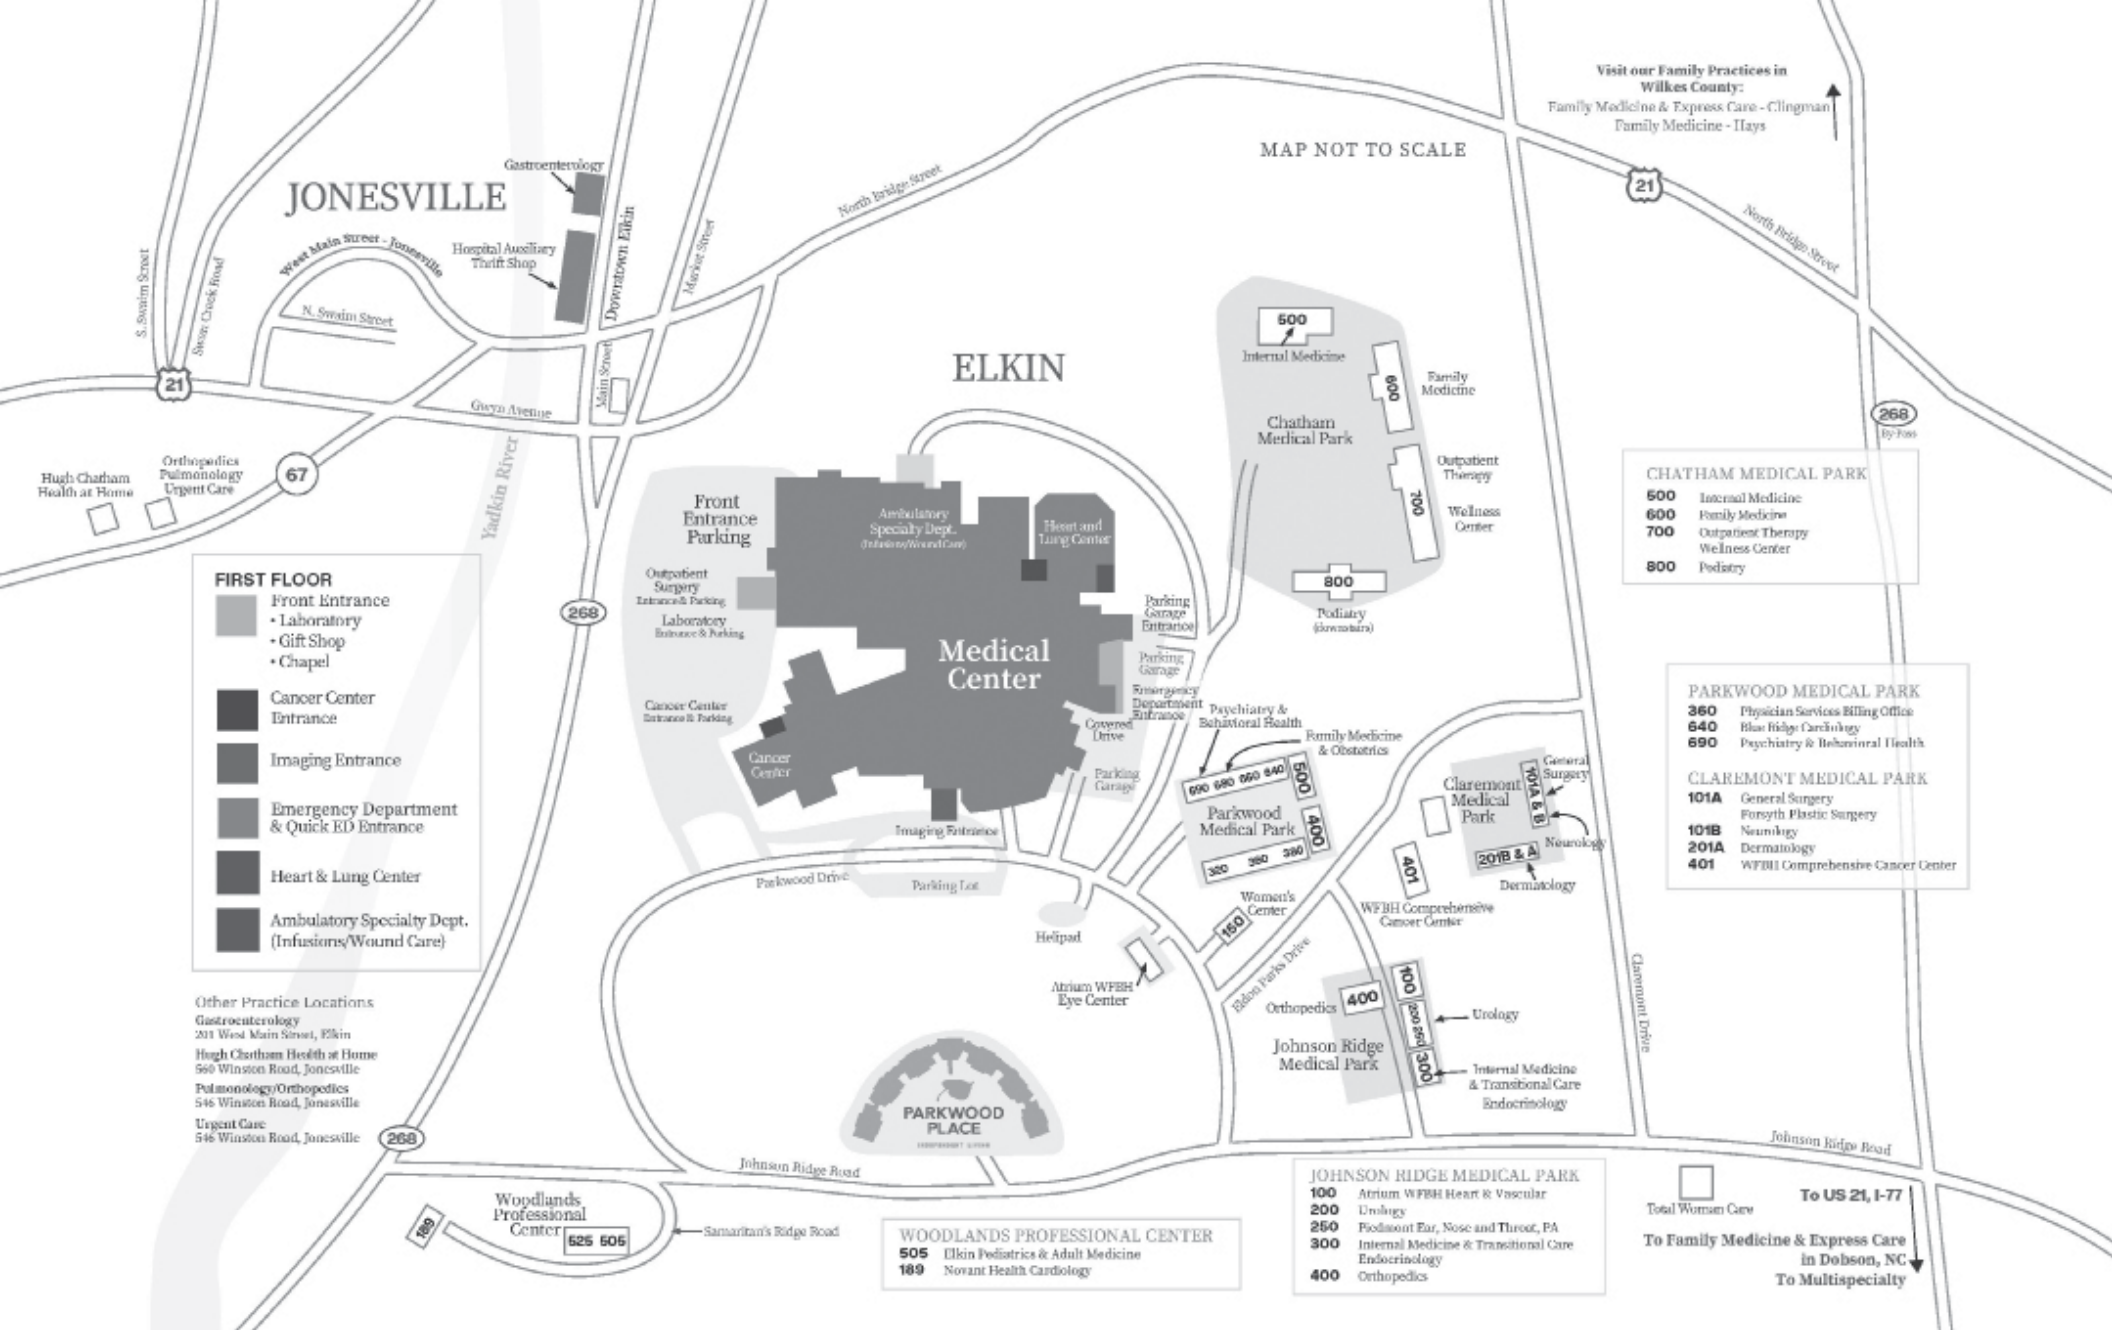 Visit our Family Practices in
Wilkes County:
Family Medicine & Express Care - Clingman
Family Medicine - Hays
MAP NOT TO SCALE
21
North Bridge Street
North Bridge Street
Gastroenterology
JONESVILLE
Hospital Auxiliary
Thrift Shop
West Main Street - Jonesville
N. Swaim Street
S. Swaim Street
Swan Creek Road
21
Downtown Elkin
Market Street
Main Street
Gwyn Avenue
Yadkin River
67
Hugh Chatham
Health at Home
Orthopedics
Pulmonology
Urgent Care
ELKIN
500
Internal Medicine
600
Family
Medicine
Chatham
Medical Park
Outpatient
Therapy
700
Wellness
Center
800
Podiatry
(downstairs)
268
By-Pass
CHATHAM MEDICAL PARK
500 Internal Medicine
600 Family Medicine
700 Outpatient Therapy
Wellness Center
800 Podiatry
Front
Entrance
Parking
Ambulatory
Specialty Dept.
(Infusions/Wound Care)
Heart and
Lung Center
Outpatient
Surgery
Entrance & Parking
Laboratory
Entrance & Parking
Medical
Center
Parking
Garage
Entrance
Parking
Garage
Emergency
Department
Entrance
Covered
Drive
Parking
Garage
Cancer Center
Entrance & Parking
Cancer
Center
Imaging Entrance
268
FIRST FLOOR
Front Entrance
• Laboratory
• Gift Shop
• Chapel
Cancer Center
Entrance
Imaging Entrance
Emergency Department
& Quick ED Entrance
Heart & Lung Center
Ambulatory Specialty Dept.
(Infusions/Wound Care)
Psychiatry &
Behavioral Health
Family Medicine
& Obstetrics
690 680 660 640
500
Parkwood
Medical Park
400
320 360 380
Claremont
Medical
Park
General
Surgery
101A & B
Neurology
201B & A
Dermatology
401
WFBH Comprehensive
Cancer Center
PARKWOOD MEDICAL PARK
360 Physician Services Billing Office
640 Blue Ridge Cardiology
690 Psychiatry & Behavioral Health
CLAREMONT MEDICAL PARK
101A General Surgery
Forsyth Plastic Surgery
101B Neurology
201A Dermatology
401 WFBH Comprehensive Cancer Center
Parkwood Drive
Parking Lot
Helipad
Women's
Center
150
Atrium WFBH
Eye Center
Eldon Parks Drive
Claremont Drive
Orthopedics
400
100
200 250
Urology
300
Johnson Ridge
Medical Park
Internal Medicine
& Transitional Care
Endocrinology
Other Practice Locations
Gastroenterology
201 West Main Street, Elkin
Hugh Chatham Health at Home
560 Winston Road, Jonesville
Pulmonology/Orthopedics
546 Winston Road, Jonesville
Urgent Care
546 Winston Road, Jonesville
268
PARKWOOD
PLACE
INDEPENDENT LIVING
Johnson Ridge Road
Johnson Ridge Road
Woodlands
Professional
Center
189
525 505
Samaritan's Ridge Road
WOODLANDS PROFESSIONAL CENTER
505 Elkin Pediatrics & Adult Medicine
189 Novant Health Cardiology
JOHNSON RIDGE MEDICAL PARK
100 Atrium WFBH Heart & Vascular
200 Urology
250 Piedmont Ear, Nose and Throat, PA
300 Internal Medicine & Transitional Care
Endocrinology
400 Orthopedics
Total Woman Care
To US 21, I-77
To Family Medicine & Express Care
in Dobson, NC
To Multispecialty